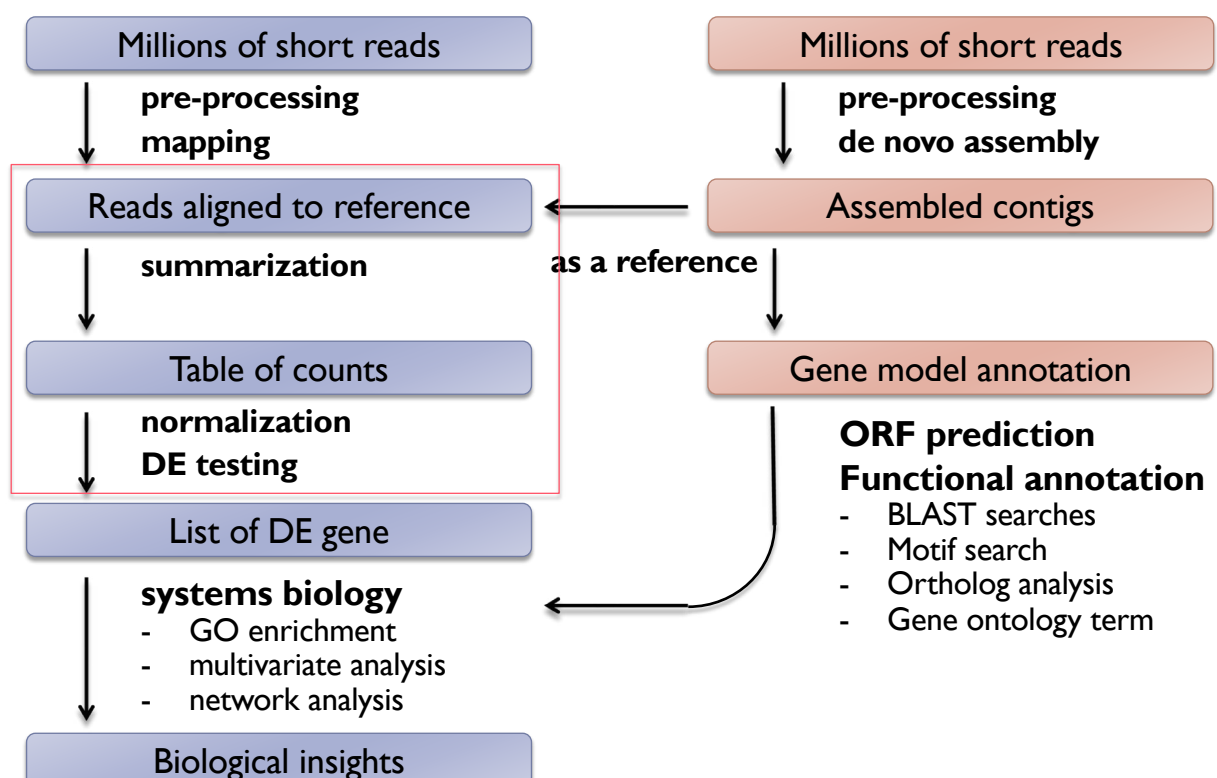 Millions of short reads
pre-processing
mapping
Reads aligned to reference
summarization
Table of counts
normalization
DE testing
List of DE gene
systems biology
- GO enrichment
- multivariate analysis
- network analysis
Biological insights
as a reference
Millions of short reads
pre-processing
de novo assembly
Assembled contigs
Gene model annotation
ORF prediction
Functional annotation
- BLAST searches
- Motif search
- Ortholog analysis
- Gene ontology term